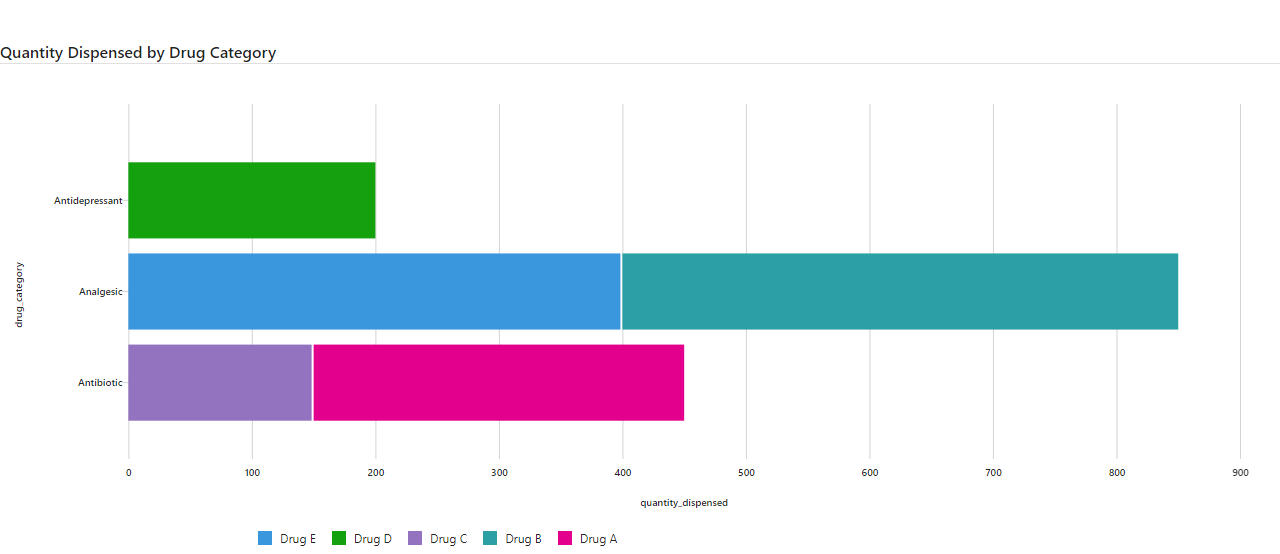 Quantity Dispensed by Drug Category
Antidepressant
Analgesic
Antibiotic
drug_category
0 100 200 300 400 500 600 700 800 900
quantity_dispensed
Drug E Drug D Drug C Drug B Drug A